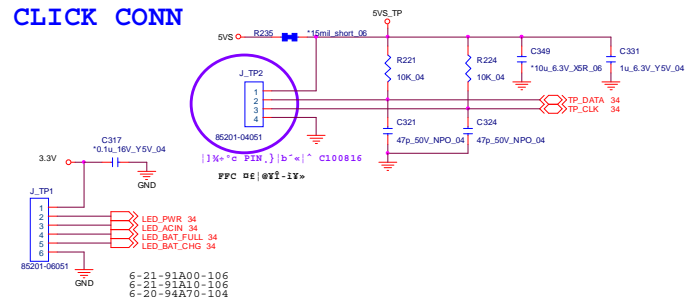 CLICK CONN
5VS_TP
5VS
R235
*15mil_short_06
R221
10K_04
R224
10K_04
C349
*10u_6.3V_X5R_06
C331
1u_6.3V_Y5V_04
J_TP2
1
2
3
4
TP_DATA 34
TP_CLK 34
85201-04051
C321
47p_50V_NPO_04
C324
47p_50V_NPO_04
PIN C100816
FFC
C317
*0.1u_16V_Y5V_04
3.3V
GND
J_TP1
1
2
3
4
5
6
LED_PWR 34
LED_ACIN 34
LED_BAT_FULL 34
LED_BAT_CHG 34
85201-06051
GND
6-21-91A00-106
6-21-91A10-106
6-20-94A70-104